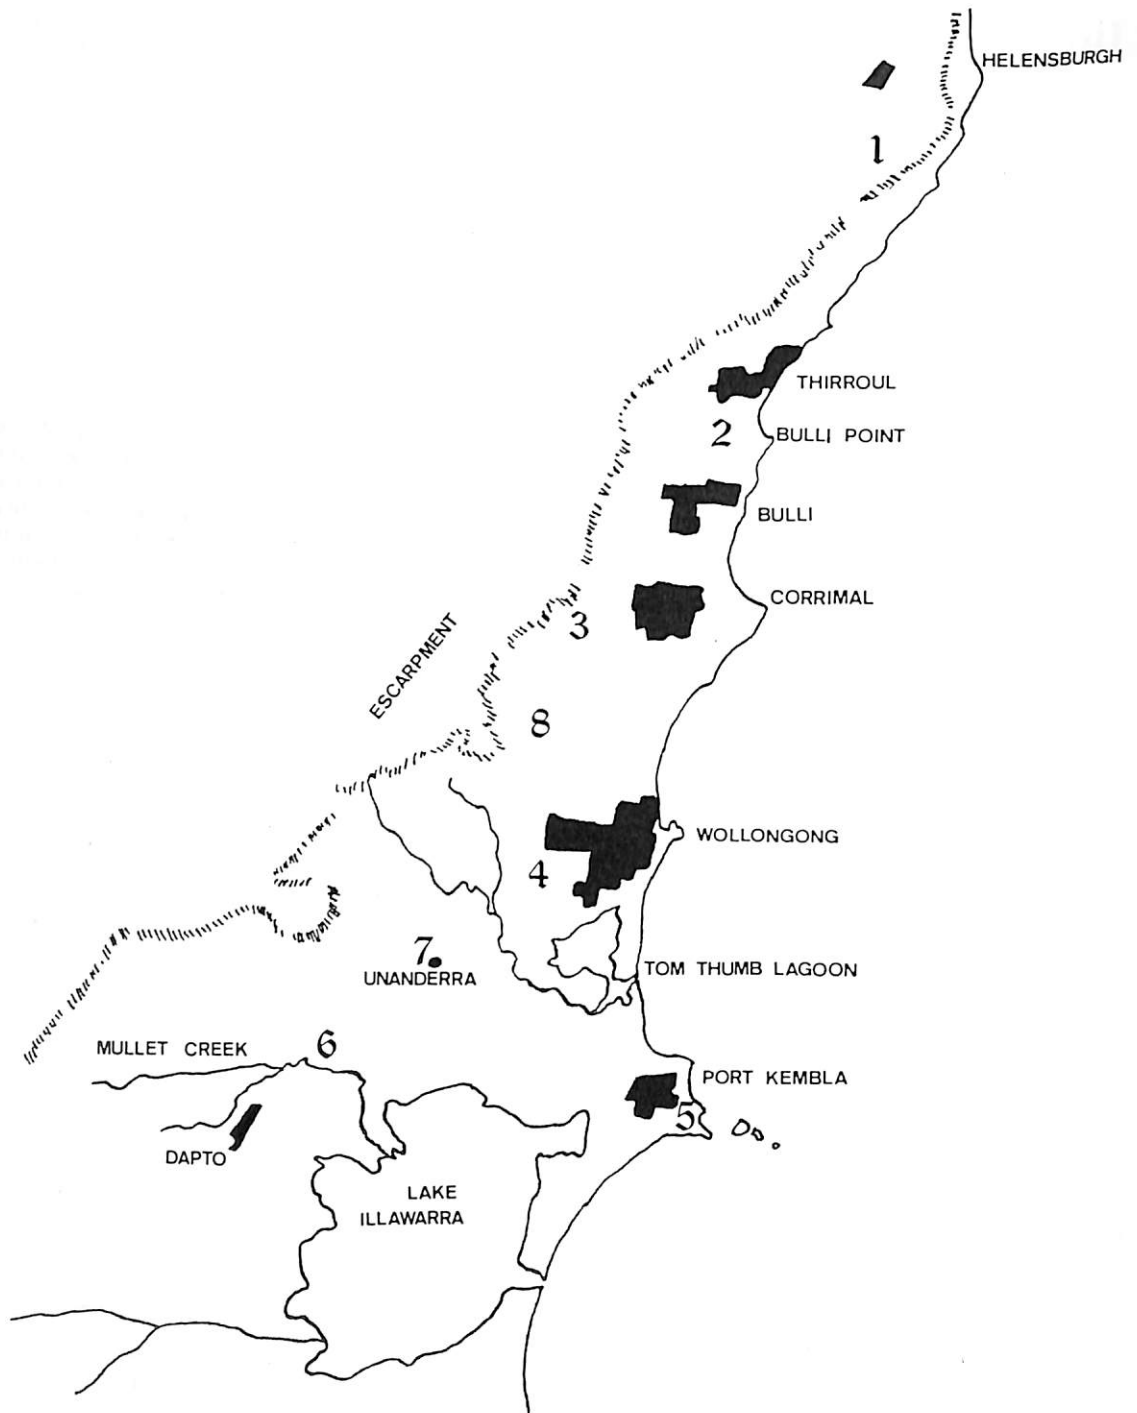 HELENSBURGH
1
THIRROUL
2
BULLI POINT
BULLI
CORRIMAL
3
ESCARPMENT
8
WOLLONGONG
4
7
TOM THUMB LAGOON
UNANDERRA
6
MULLET CREEK
PORT KEMBLA
5
DAPTO
LAKE
ILLAWARRA